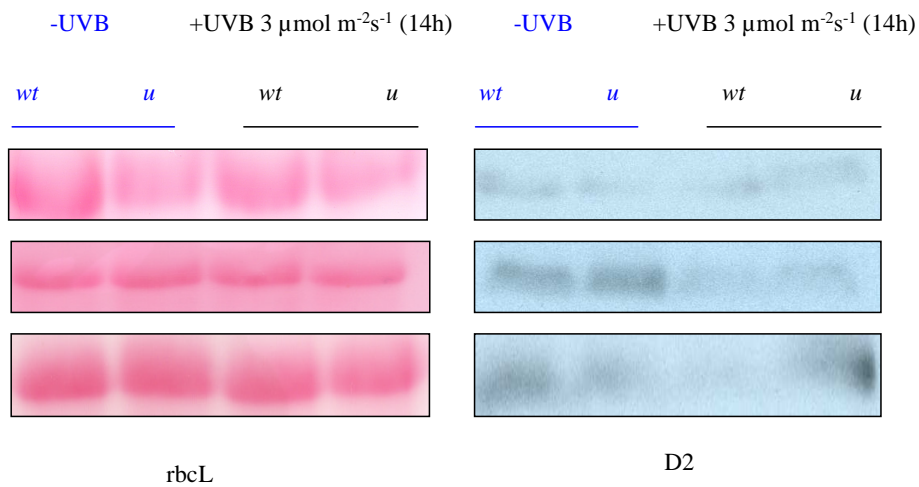 -UVB +UVB 3 µmol m⁻²s⁻¹ (14h) -UVB +UVB 3 µmol m⁻²s⁻¹ (14h)
wt u wt u wt u wt u
rbcL D2